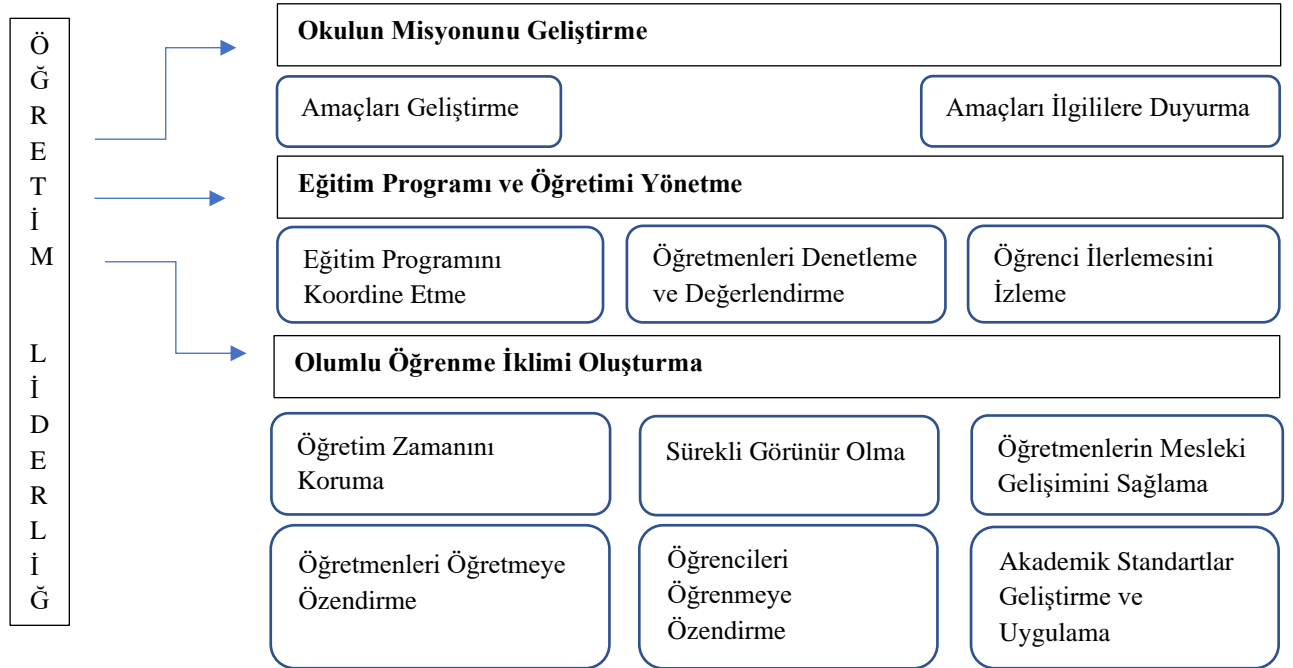 Ö
Ğ
R
E
T
İ
M
L
İ
D
E
R
L
İ
Ğ
Okulun Misyonunu Geliştirme
Amaçları Geliştirme
Amaçları İlgililere Duyurma
Eğitim Programı ve Öğretimi Yönetme
Eğitim Programını
Koordine Etme
Öğretmenleri Denetleme
ve Değerlendirme
Öğrenci İlerlemesini
İzleme
Olumlu Öğrenme İklimi Oluşturma
Öğretim Zamanını
Koruma
Sürekli Görünür Olma
Öğretmenlerin Mesleki
Gelişimini Sağlama
Öğretmenleri Öğretmeye
Özendirme
Öğrencileri
Öğrenmeye
Özendirme
Akademik Standartlar
Geliştirme ve
Uygulama